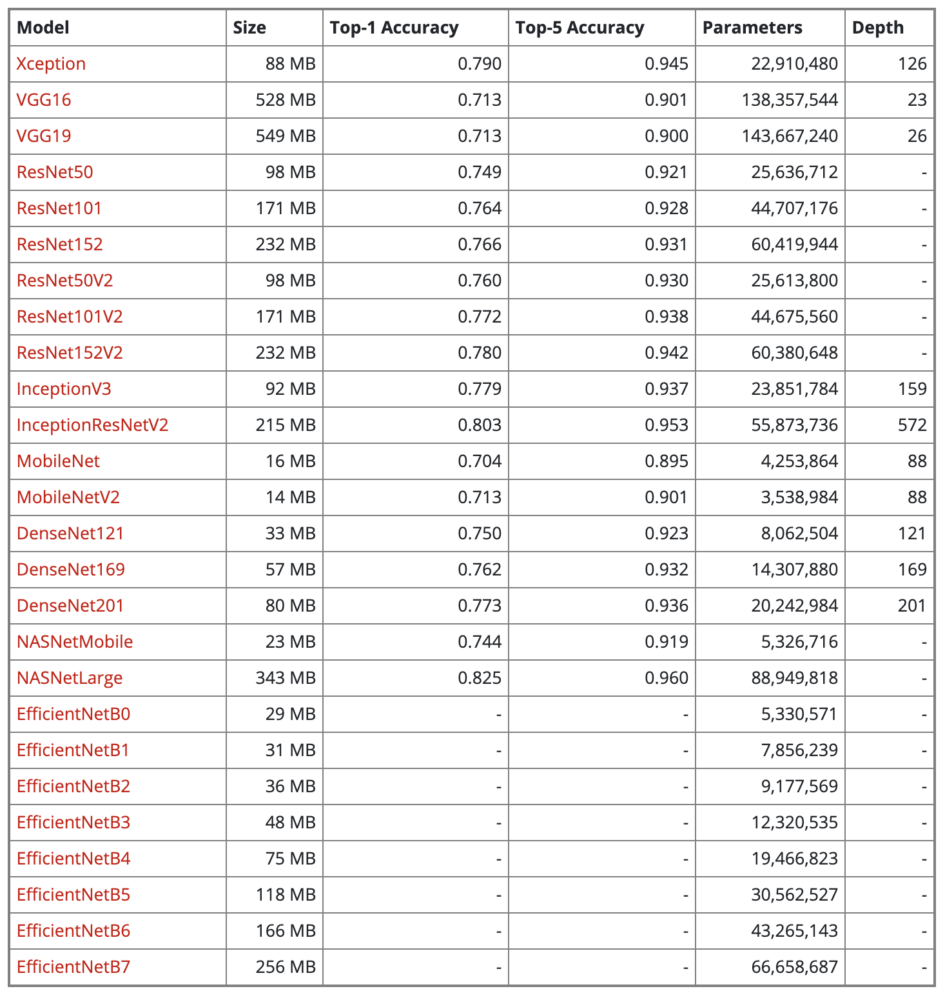 Model Size Top-1 Accuracy Top-5 Accuracy Parameters Depth
Xception 88 MB 0.790 0.945 22,910,480 126
VGG16 528 MB 0.713 0.901 138,357,544 23
VGG19 549 MB 0.713 0.900 143,667,240 26
ResNet50 98 MB 0.749 0.921 25,636,712 -
ResNet101 171 MB 0.764 0.928 44,707,176 -
ResNet152 232 MB 0.766 0.931 60,419,944 -
ResNet50V2 98 MB 0.760 0.930 25,613,800 -
ResNet101V2 171 MB 0.772 0.938 44,675,560 -
ResNet152V2 232 MB 0.780 0.942 60,380,648 -
InceptionV3 92 MB 0.779 0.937 23,851,784 159
InceptionResNetV2 215 MB 0.803 0.953 55,873,736 572
MobileNet 16 MB 0.704 0.895 4,253,864 88
MobileNetV2 14 MB 0.713 0.901 3,538,984 88
DenseNet121 33 MB 0.750 0.923 8,062,504 121
DenseNet169 57 MB 0.762 0.932 14,307,880 169
DenseNet201 80 MB 0.773 0.936 20,242,984 201
NASNetMobile 23 MB 0.744 0.919 5,326,716 -
NASNetLarge 343 MB 0.825 0.960 88,949,818 -
EfficientNetB0 29 MB - - 5,330,571 -
EfficientNetB1 31 MB - - 7,856,239 -
EfficientNetB2 36 MB - - 9,177,569 -
EfficientNetB3 48 MB - - 12,320,535 -
EfficientNetB4 75 MB - - 19,466,823 -
EfficientNetB5 118 MB - - 30,562,527 -
EfficientNetB6 166 MB - - 43,265,143 -
EfficientNetB7 256 MB - - 66,658,687 -